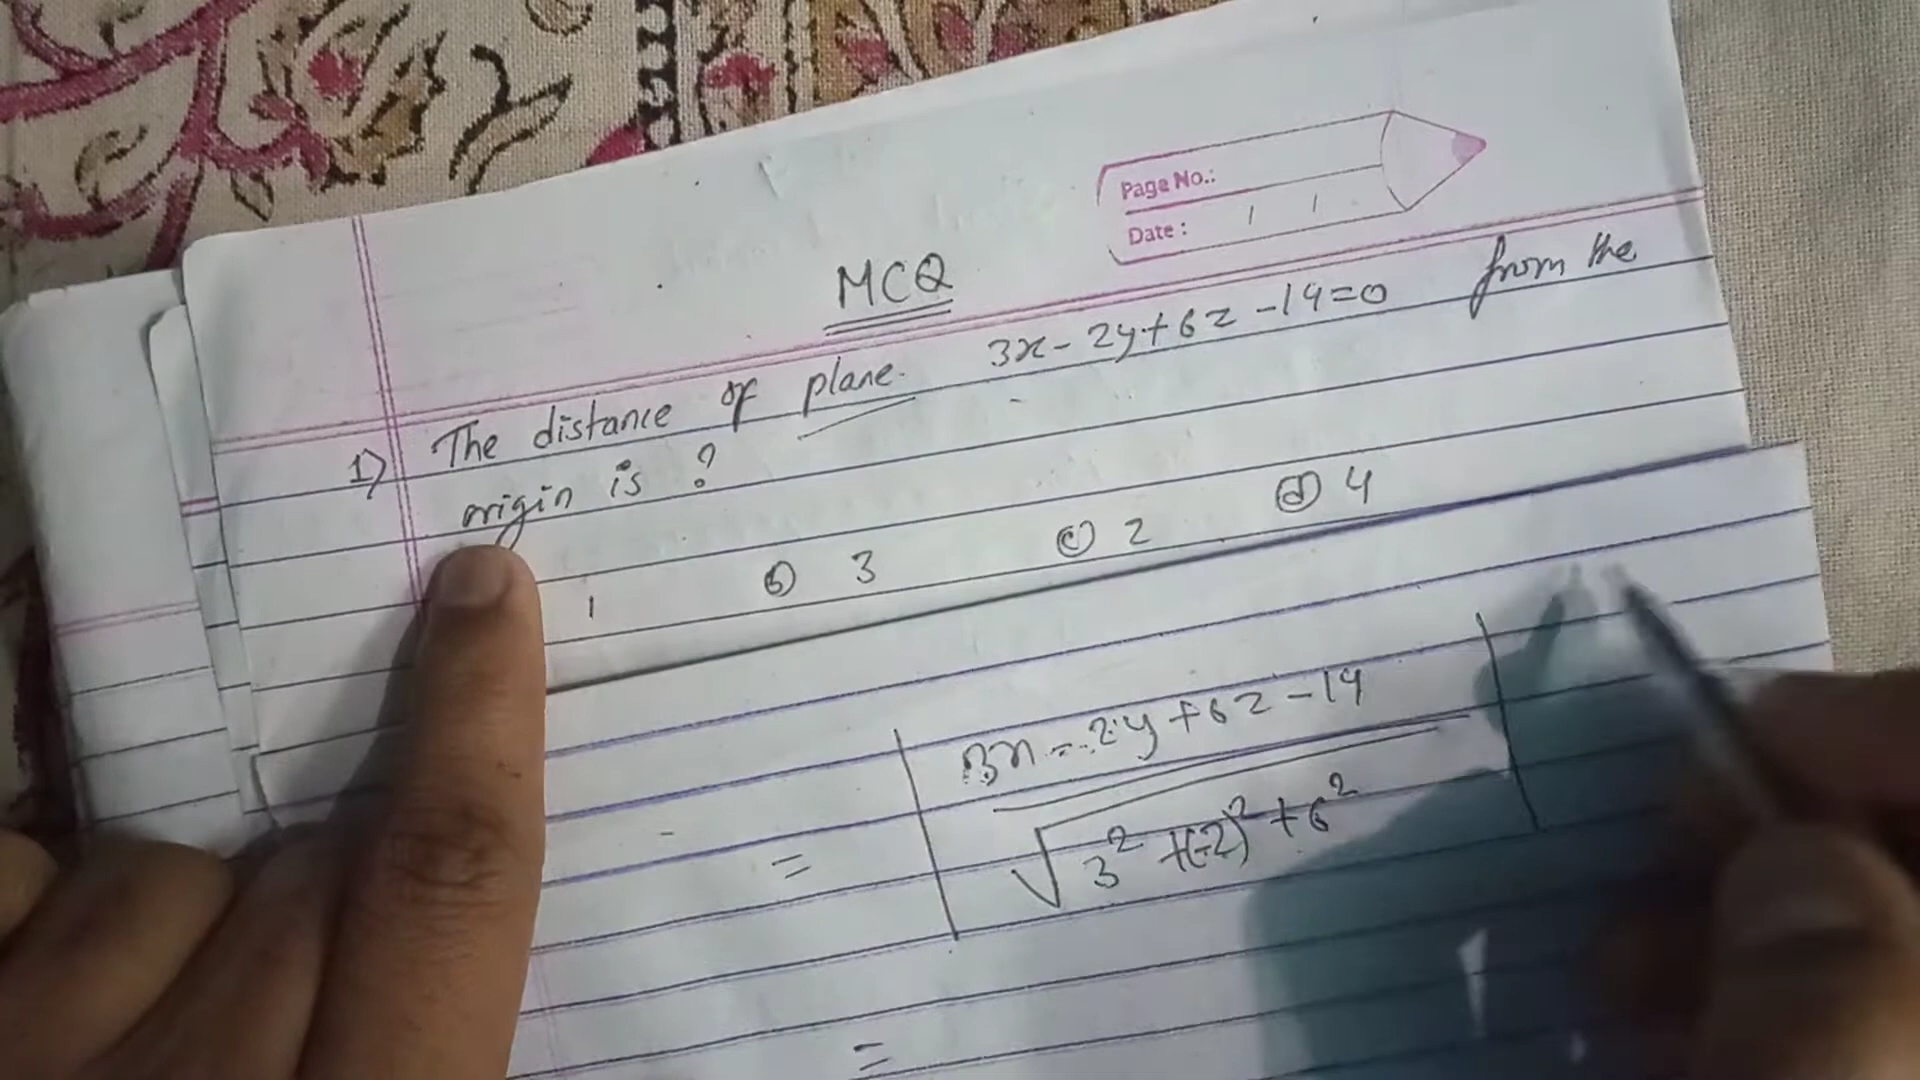 Page No.:
Date :
MCQ
1) The distance of plane 3x-2y+6z-14=0 from the
origin is ?
1 (b) 3 (c) 2 (d) 4
= | 3x-2y+6z-14
√3²+(-2)²+6² |
=